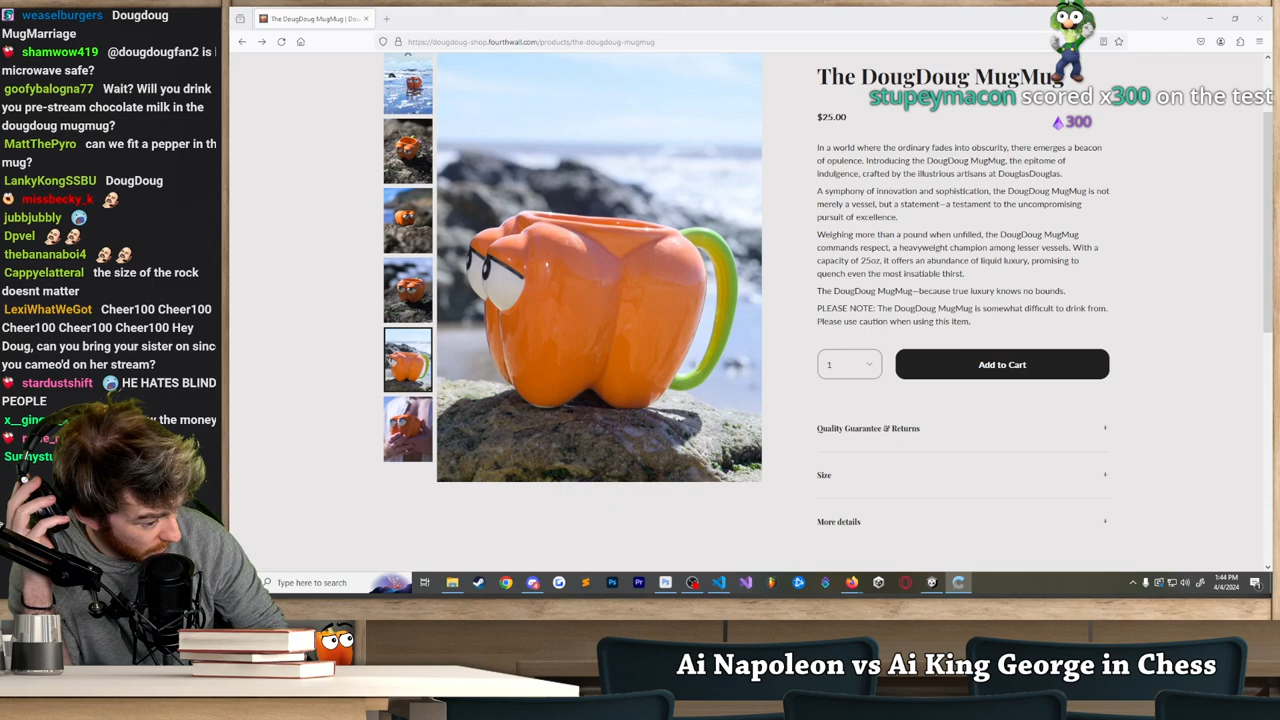 weaselburgers Dougdoug
MugMarriage
shamwow419 @dougdougfan2 is i
microwave safe?
goofybalogna77 Wait? Will you drink
you pre-stream chocolate milk in the
dougdoug mugmug?
MattThePyro can we fit a pepper in th
mug?
LankyKongSSBU DougDoug
missbecky_k
jubbjubbly
Dpvel
thebananaboi4
Cappyelatteral the size of the rock
doesnt matter
LexiWhatWeGot Cheer100 Cheer100
Cheer100 Cheer100 Cheer100 Hey
Doug, can you bring your sister on since
you cameo'd on her stream?
stardustshift HE HATES BLIND
PEOPLE
the money
The DougDoug MugMug | Dou
https://dougdoug-shop.fourthwall.com/products/the-dougdoug-mugmug
The DougDoug MugMug
stupeymacon scored x300 on the test
300
$25.00
In a world where the ordinary fades into obscurity, there emerges a beacon
of opulence. Introducing the DougDoug MugMug, the epitome of
indulgence, crafted by the illustrious artisans at DouglasDouglas.
A symphony of innovation and sophistication, the DougDoug MugMug is not
merely a vessel, but a statement—a testament to the uncompromising
pursuit of excellence.
Weighing more than a pound when unfilled, the DougDoug MugMug
commands respect, a heavyweight champion among lesser vessels. With a
capacity of 25oz, it offers an abundance of liquid luxury, promising to
quench even the most insatiable thirst.
The DougDoug MugMug—because true luxury knows no bounds.
PLEASE NOTE: The DougDoug MugMug is somewhat difficult to drink from.
Please use caution when using this item.
1
Add to Cart
Quality Guarantee & Returns +
Size +
More details +
Type here to search
1:44 PM
4/4/2024
Ai Napoleon vs Ai King George in Chess